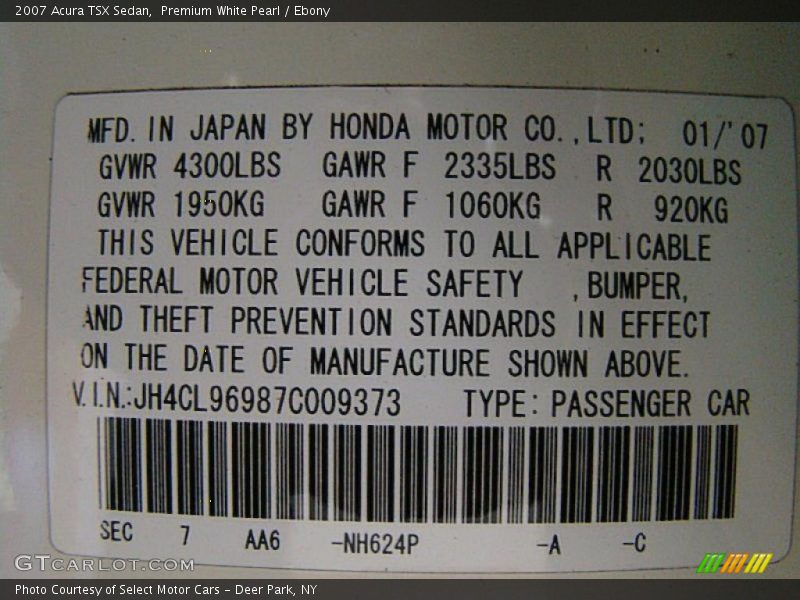 2007 Acura TSX Sedan, Premium White Pearl / Ebony
MFD. IN JAPAN BY HONDA MOTOR CO.,LTD; 01/'07
GVWR 4300LBS GAWR F 2335LBS R 2030LBS
GVWR 1950KG GAWR F 1060KG R 920KG
THIS VEHICLE CONFORMS TO ALL APPLICABLE
FEDERAL MOTOR VEHICLE SAFETY ,BUMPER,
AND THEFT PREVENTION STANDARDS IN EFFECT
ON THE DATE OF MANUFACTURE SHOWN ABOVE.
V.I.N.:JH4CL96987C009373 TYPE: PASSENGER CAR
SEC 7 AA6 -NH624P -A -C
GTCARLOT.COM
Photo Courtesy of Select Motor Cars - Deer Park, NY